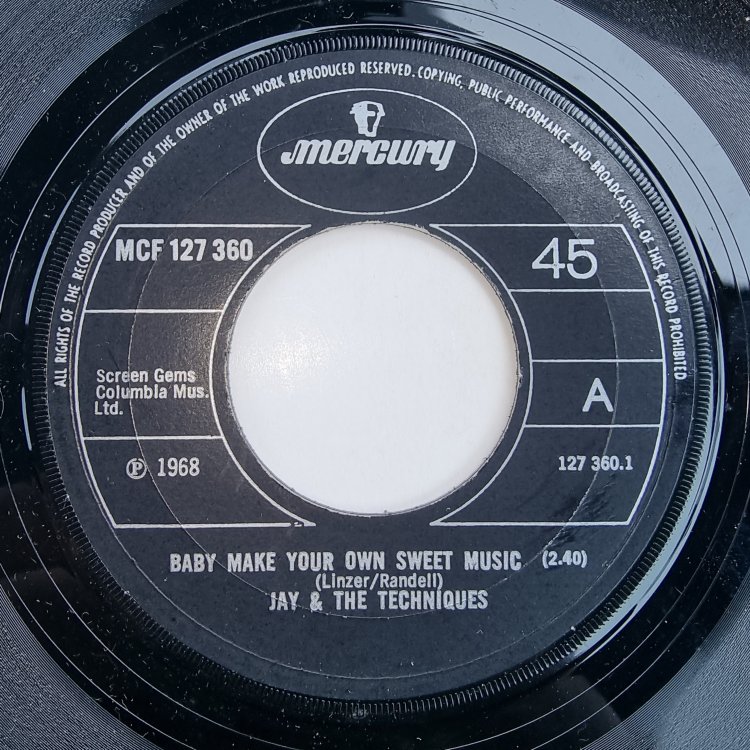 ALL RIGHTS OF THE RECORD PRODUCER AND OF THE OWNER OF THE WORK REPRODUCED RESERVED. COPYING, PUBLIC PERFORMANCE AND BROADCASTING OF THIS RECORD PROHIBITED
mercury
MCF 127 360
45
Screen Gems
Columbia Mus.
Ltd.
A
℗ 1968
127 360.1
BABY MAKE YOUR OWN SWEET MUSIC (2.40)
(Linzer/Randell)
JAY & THE TECHNIQUES